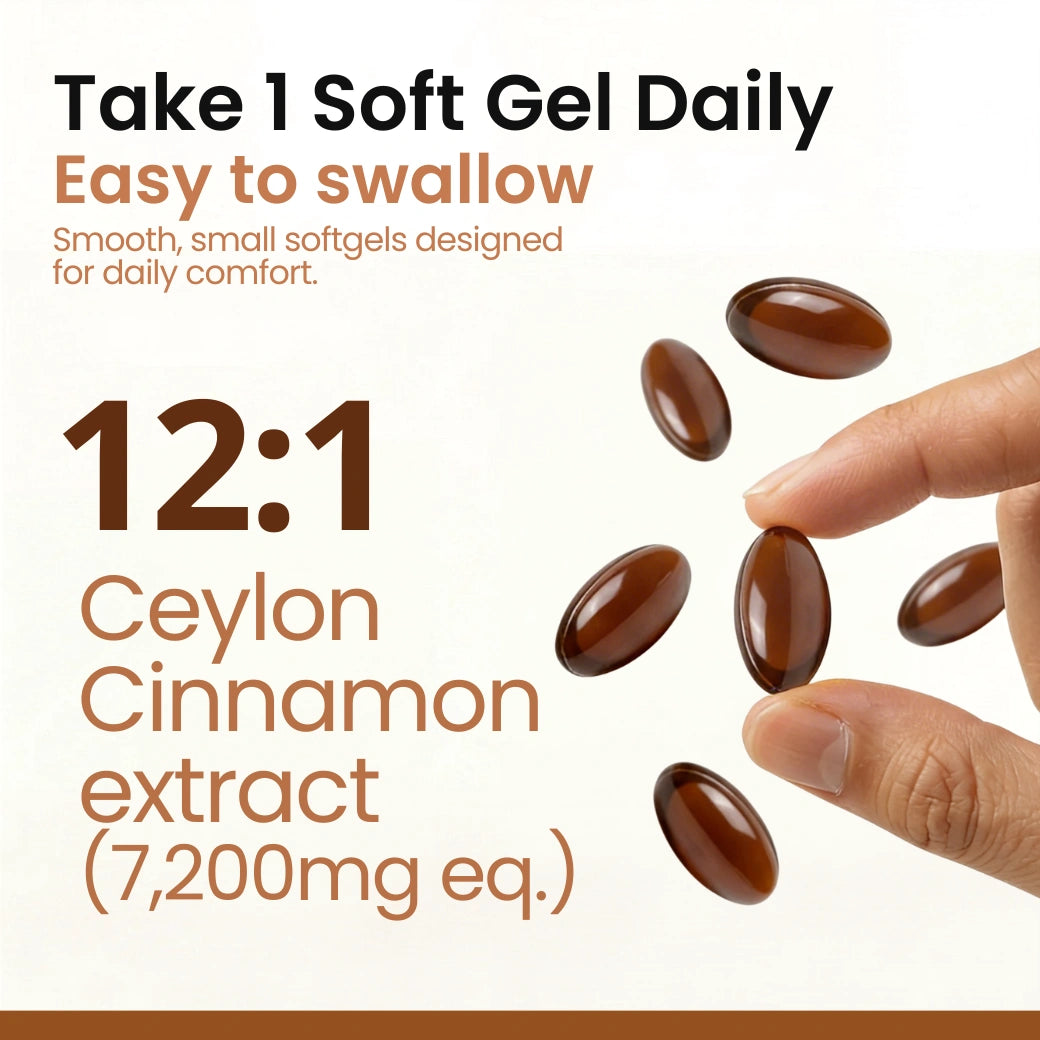 Take 1 Soft Gel Daily
Easy to swallow
Smooth, small softgels designed
for daily comfort.
12:1
Ceylon
Cinnamon
extract
(7,200mg eq.)